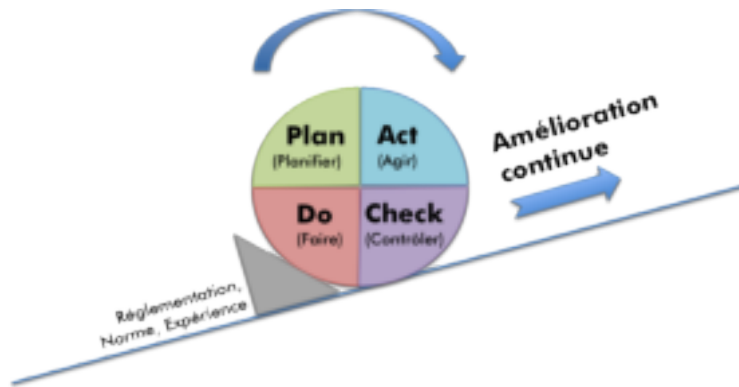 Plan
(Planifier)
Act
(Agir)
Do
(Faire)
Check
(Contrôler)
Amélioration
continue
Réglementation,
Norme, Expérience